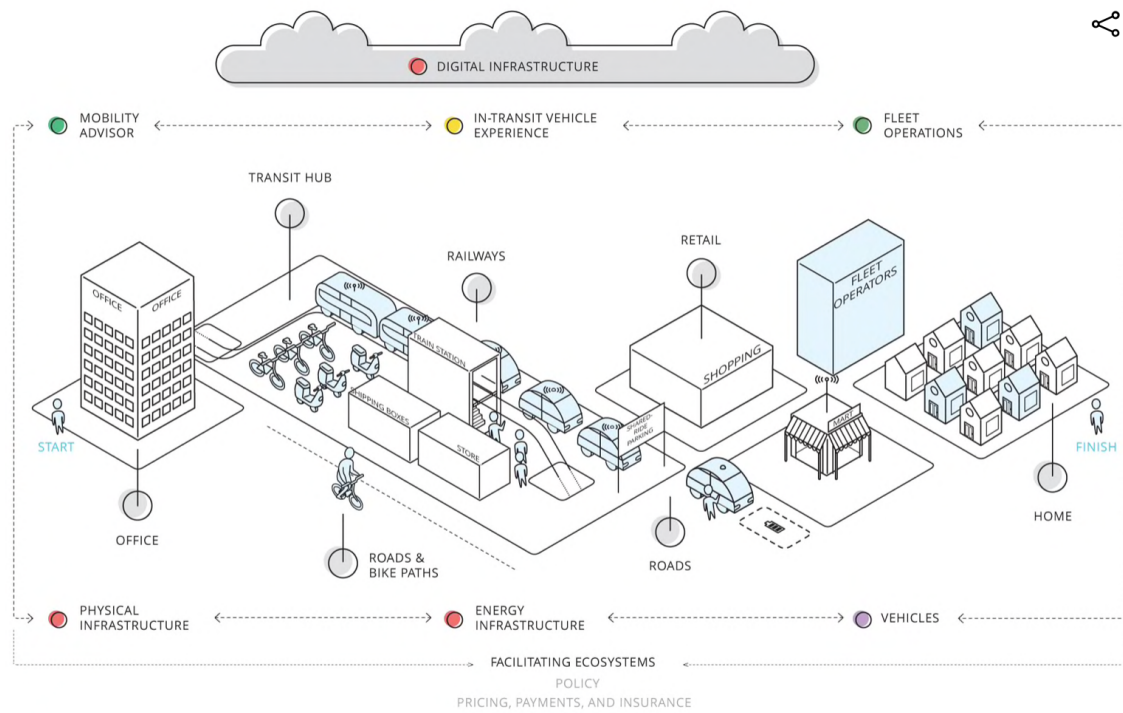 DIGITAL INFRASTRUCTURE
MOBILITY
ADVISOR
IN-TRANSIT VEHICLE
EXPERIENCE
FLEET
OPERATIONS
TRANSIT HUB
RAILWAYS
RETAIL
OFFICE OFFICE
TRAIN STATION
SHIPPING BOXES
STORE
SHARED-
RIDE
PARKING
SHOPPING
FLEET
OPERATORS
MART
START
FINISH
OFFICE
ROADS &
BIKE PATHS
ROADS
HOME
PHYSICAL
INFRASTRUCTURE
ENERGY
INFRASTRUCTURE
VEHICLES
FACILITATING ECOSYSTEMS
POLICY
PRICING, PAYMENTS, AND INSURANCE